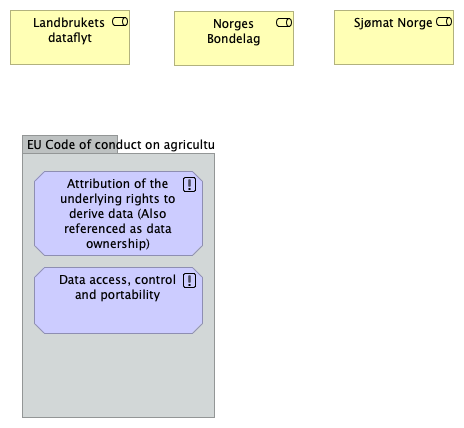 Landbrukets
dataflyt
Norges
Bondelag
Sjømat Norge
EU Code of conduct on agricultu
Attribution of the
underlying rights to
derive data (Also
referenced as data
ownership)
Data access, control
and portability